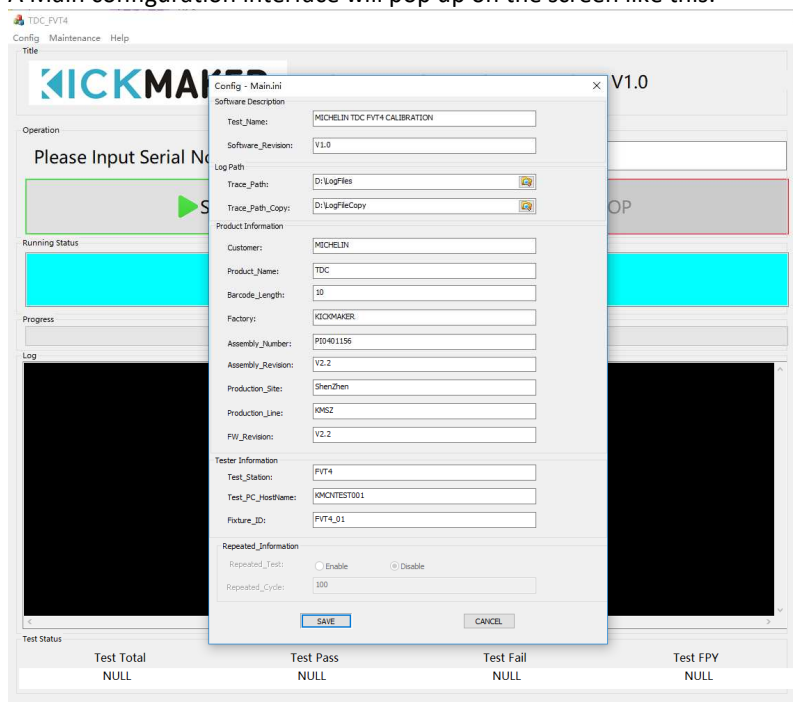 A Main configuration interface will pop up on the screen like this:
TDC_FVT4
Config Maintenance Help
Title
KICKMA
V1.0
Operation
Please Input Serial N
S
OP
Running Status
Progress
Log
Config - Main.ini
Software Description
Test_Name: MICHELIN TDC FVT4 CALIBRATION
Software_Revision: V1.0
Log Path
Trace_Path: D:\LogFiles
Trace_Path_Copy: D:\LogFileCopy
Product Information
Customer: MICHELIN
Product_Name: TDC
Barcode_Length: 10
Factory: KICKMAKER
Assembly_Number: PI0401156
Assembly_Revision: V2.2
Production_Site: ShenZhen
Production_Line: KMSZ
FW_Revision: V2.2
Tester Information
Test_Station: FVT4
Test_PC_HostName: KMCNTEST001
Fixture_ID: FVT4_01
Repeated_Information
Repeated_Test: Enable Disable
Repeated_Cycle: 100
SAVE CANCEL
Test Status
Test Total Test Pass Test Fail Test FPY
NULL NULL NULL NULL